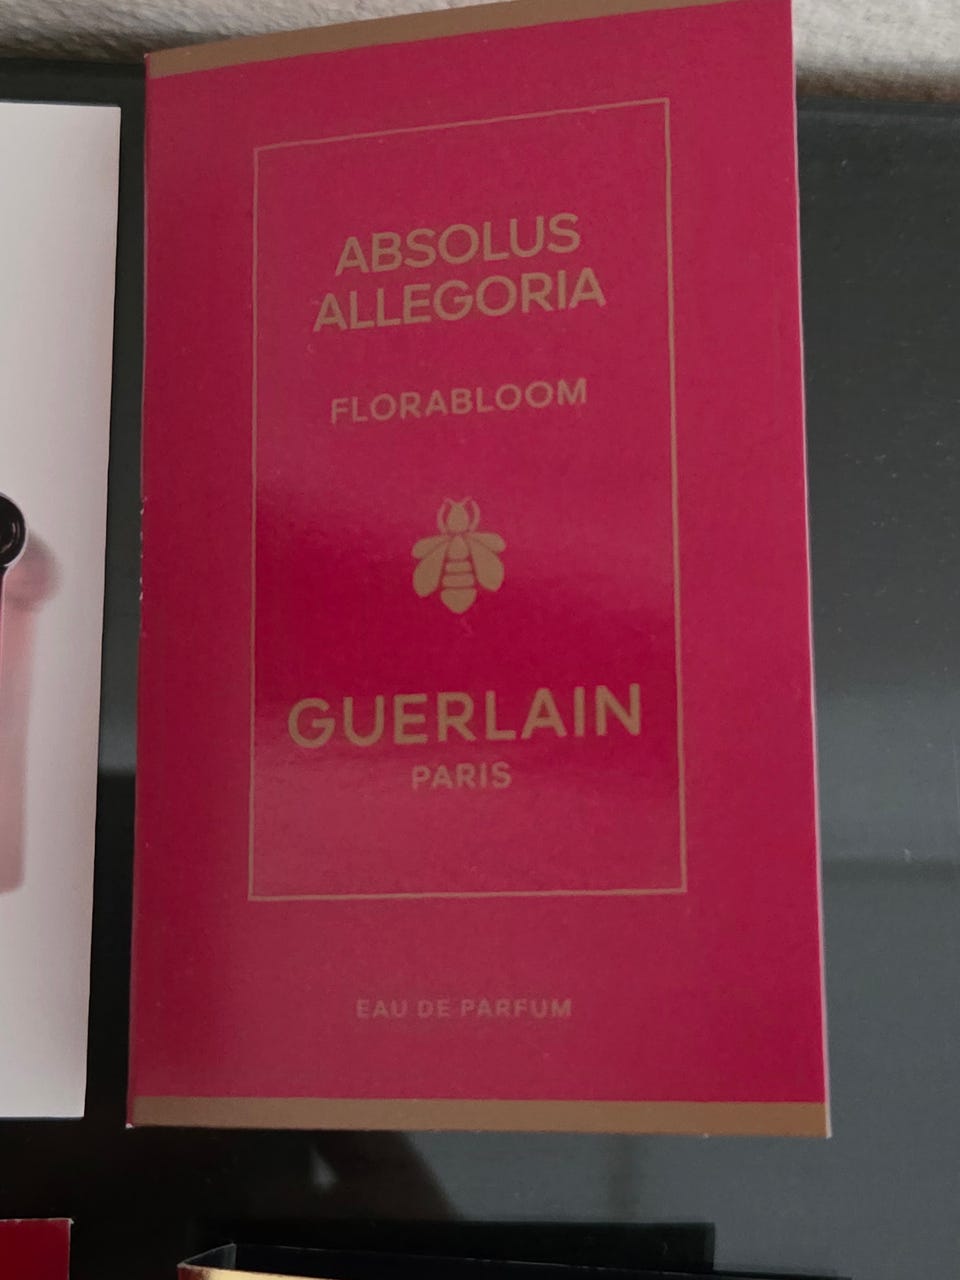 ABSOLUS
ALLEGORIA
FLORABLOOM
GUERLAIN
PARIS
EAU DE PARFUM